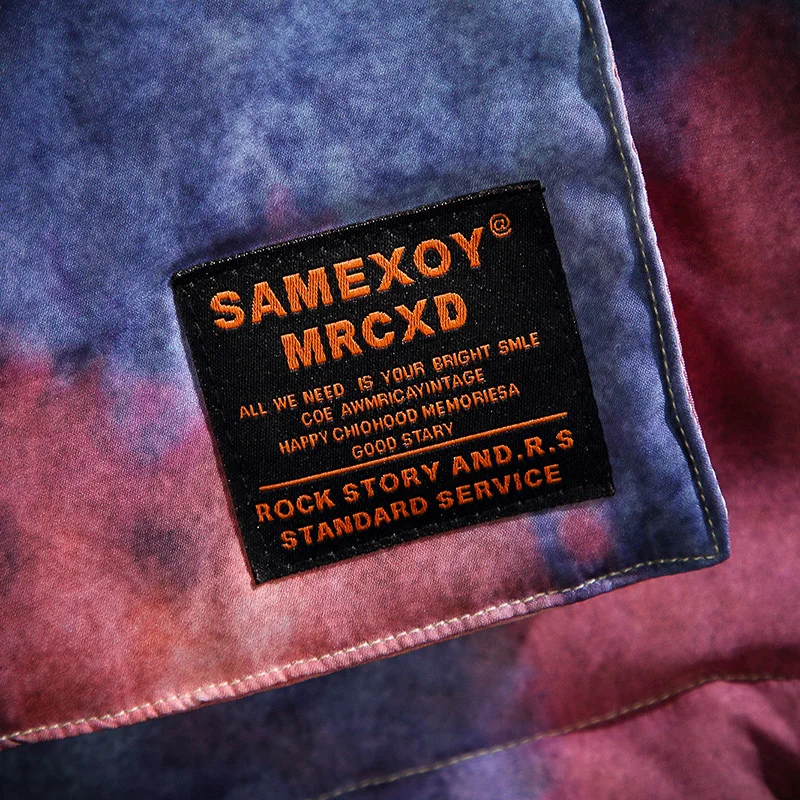 SAMEXOY@
MRCXD
ALL WE NEED IS YOUR BRIGHT SMLE
COE AWMRICAYINTAGE
HAPPY CHIOHOOD MEMORIESA
GOOD STARY
ROCK STORY AND.R.S
STANDARD SERVICE